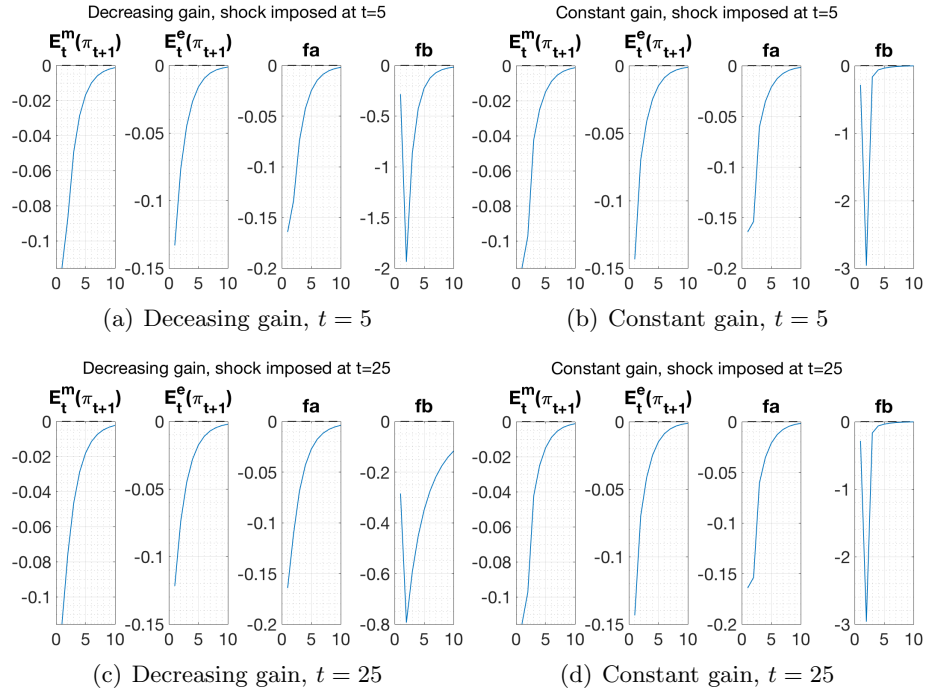 Decreasing gain, shock imposed at t=5
E_t^m(π_{t+1}) E_t^e(π_{t+1}) fa fb
0 0 0 0
-0.02
-0.04 -0.05 -0.05 -0.5
-0.06 -0.1 -1
-0.08 -0.1 -0.15 -1.5
-0.1 -0.15 -0.2 -2
0 5 10 0 5 10 0 5 10 0 5 10
(a) Deceasing gain, t = 5
Constant gain, shock imposed at t=5
E_t^m(π_{t+1}) E_t^e(π_{t+1}) fa fb
0 0 0 0
-0.02
-0.04 -0.05 -0.05 -1
-0.06 -0.1
-0.08 -0.1 -0.15 -2
-0.1 -0.15 -0.2 -3
0 5 10 0 5 10 0 5 10 0 5 10
(b) Constant gain, t = 5
Decreasing gain, shock imposed at t=25
E_t^m(π_{t+1}) E_t^e(π_{t+1}) fa fb
0 0 0 0
-0.02 -0.2
-0.04 -0.05 -0.05
-0.06 -0.1 -0.4
-0.08 -0.1 -0.15 -0.6
-0.1 -0.15 -0.2 -0.8
0 5 10 0 5 10 0 5 10 0 5 10
(c) Decreasing gain, t = 25
Constant gain, shock imposed at t=25
E_t^m(π_{t+1}) E_t^e(π_{t+1}) fa fb
0 0 0 0
-0.02
-0.04 -0.05 -0.05 -1
-0.06 -0.1
-0.08 -0.1 -0.15 -2
-0.1 -0.15 -0.2 -3
0 5 10 0 5 10 0 5 10 0 5 10
(d) Constant gain, t = 25